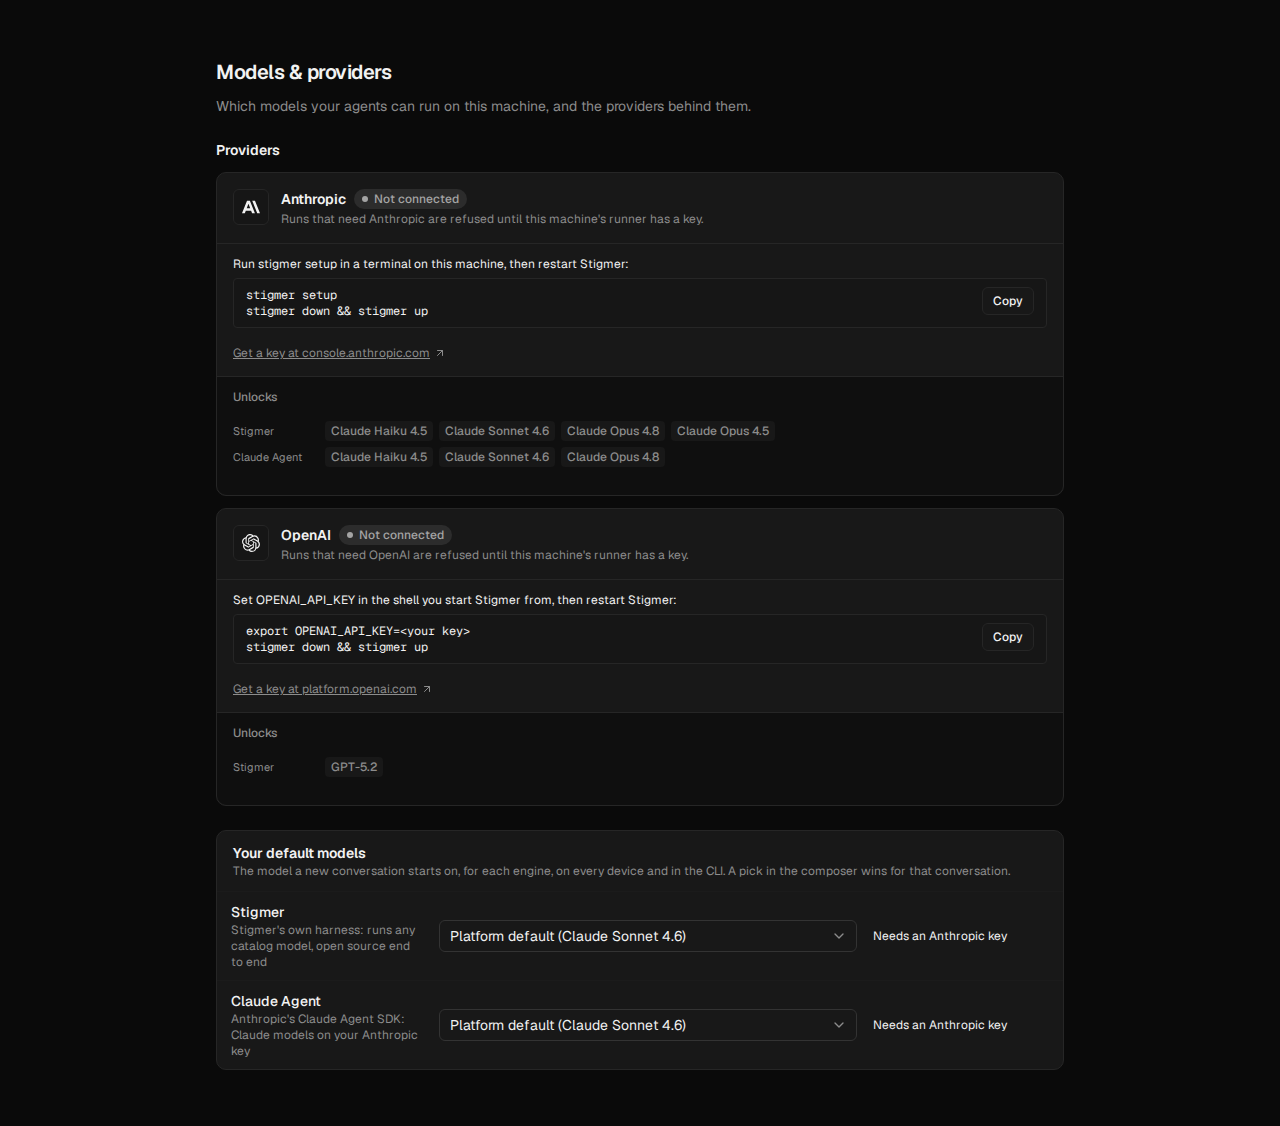 Models & providers
Which models your agents can run on this machine, and the providers behind them.
Providers
Anthropic
Not connected
Runs that need Anthropic are refused until this machine's runner has a key.
Run stigmer setup in a terminal on this machine, then restart Stigmer:
stigmer setup
stigmer down && stigmer up
Copy
Get a key at console.anthropic.com
Unlocks
Stigmer Claude Haiku 4.5 Claude Sonnet 4.6 Claude Opus 4.8 Claude Opus 4.5
Claude Agent Claude Haiku 4.5 Claude Sonnet 4.6 Claude Opus 4.8
OpenAI
Not connected
Runs that need OpenAI are refused until this machine's runner has a key.
Set OPENAI_API_KEY in the shell you start Stigmer from, then restart Stigmer:
export OPENAI_API_KEY=<your key>
stigmer down && stigmer up
Copy
Get a key at platform.openai.com
Unlocks
Stigmer GPT-5.2
Your default models
The model a new conversation starts on, for each engine, on every device and in the CLI. A pick in the composer wins for that conversation.
Stigmer
Stigmer's own harness: runs any
catalog model, open source end
to end
Platform default (Claude Sonnet 4.6)
Needs an Anthropic key
Claude Agent
Anthropic's Claude Agent SDK:
Claude models on your Anthropic
key
Platform default (Claude Sonnet 4.6)
Needs an Anthropic key